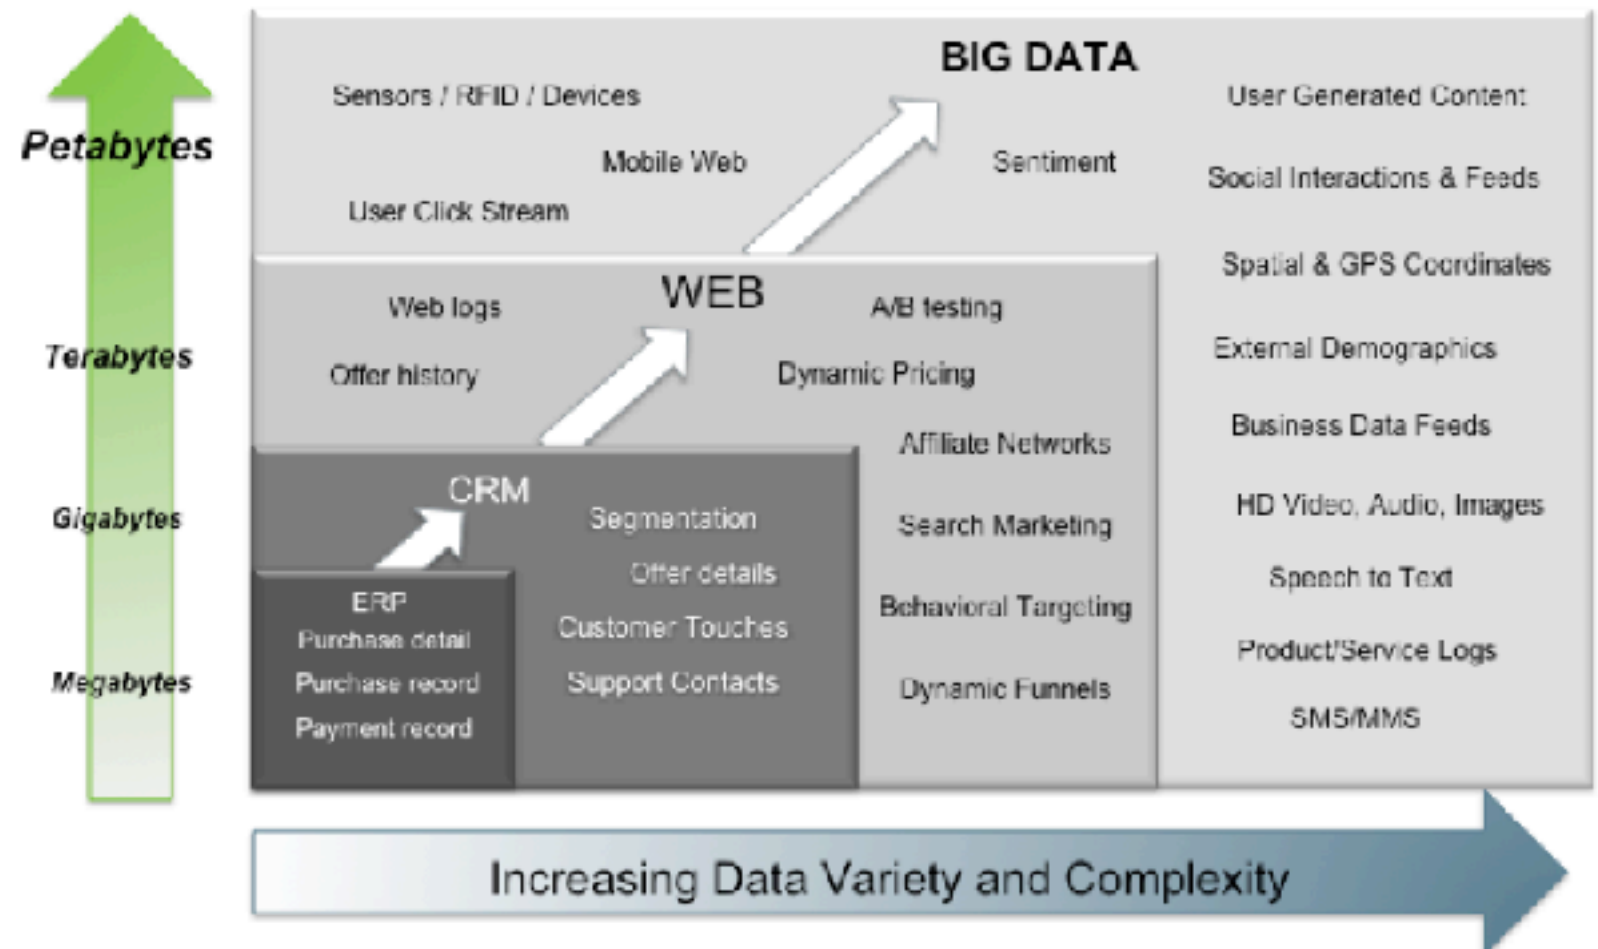 BIG DATA
Sensors / RFID / Devices
User Generated Content
Petabytes
Mobile Web
Sentiment
Social Interactions & Feeds
User Click Stream
Spatial & GPS Coordinates
WEB
Web logs
A/B testing
External Demographics
Terabytes
Offer history
Dynamic Pricing
Business Data Feeds
Affiliate Networks
CRM
HD Video, Audio, Images
Gigabytes
Segmentation
Search Marketing
Offer details
Speech to Text
ERP
Behavioral Targeting
Purchase detail
Customer Touches
Product/Service Logs
Megabytes
Purchase record
Support Contacts
Dynamic Funnels
SMS/MMS
Payment record
Increasing Data Variety and Complexity